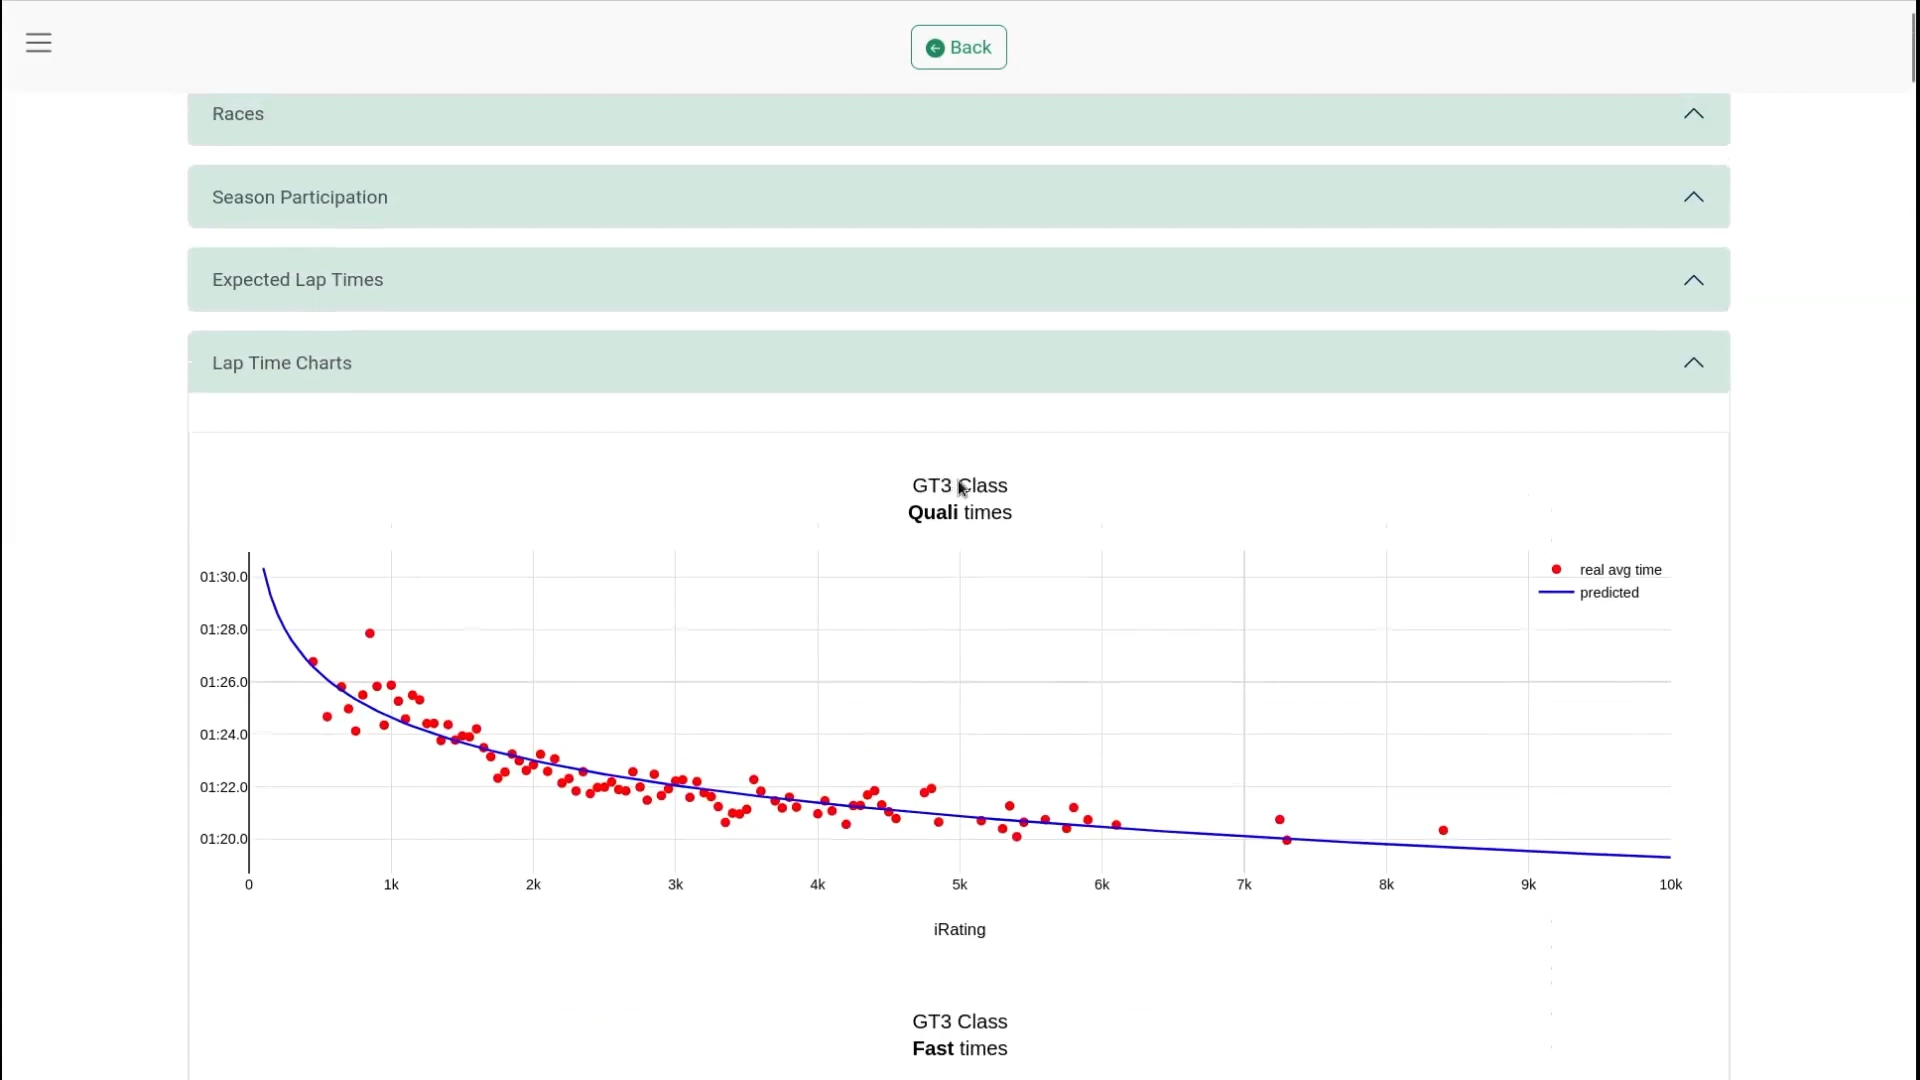 Back
Races
Season Participation
Expected Lap Times
Lap Time Charts
GT3 Class
Quali times
01:30.0
01:28.0
01:26.0
01:24.0
01:22.0
01:20.0
real avg time
predicted
0 1k 2k 3k 4k 5k 6k 7k 8k 9k 10k
iRating
GT3 Class
Fast times